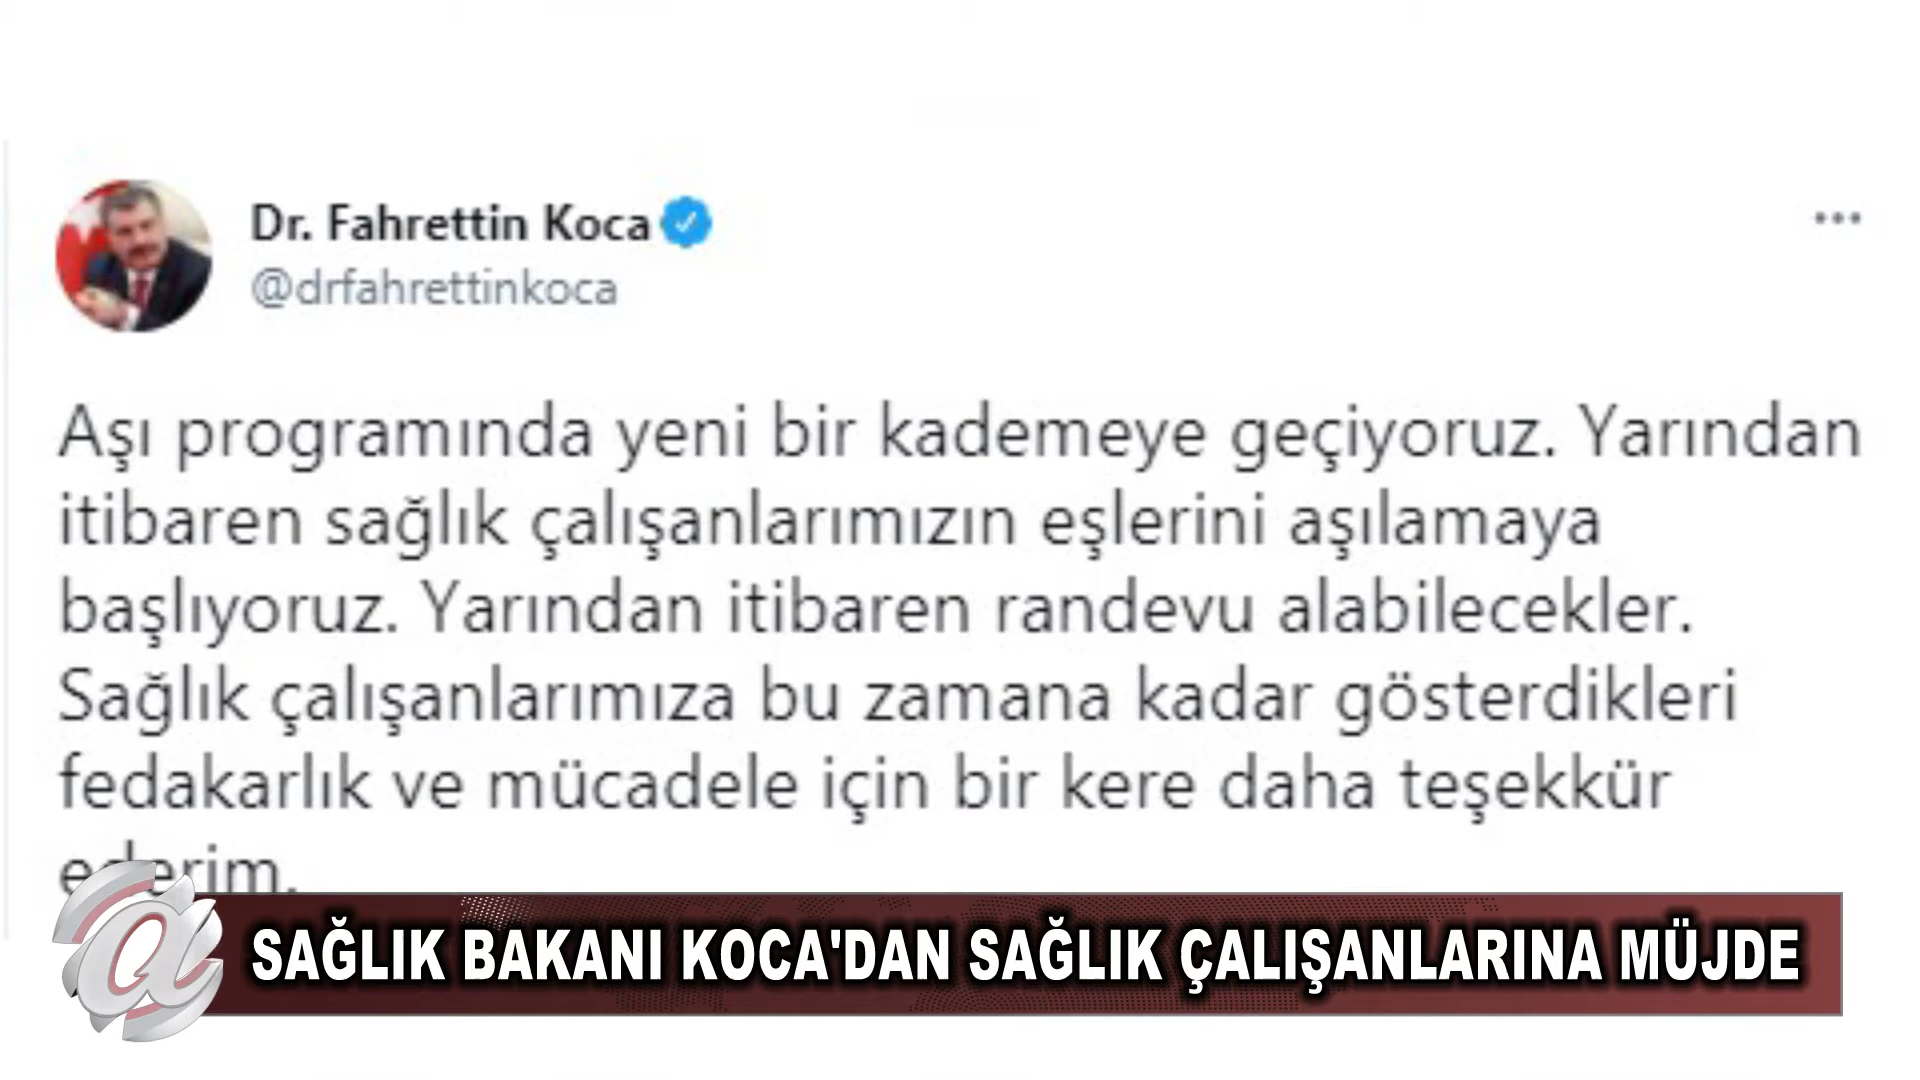 Dr. Fahrettin Koca
@drfahrettinkoca
Aşı programında yeni bir kademeye geçiyoruz. Yarından
itibaren sağlık çalışanlarımızın eşlerini aşılamaya
başlıyoruz. Yarından itibaren randevu alabilecekler.
Sağlık çalışanlarımıza bu zamana kadar gösterdikleri
fedakarlık ve mücadele için bir kere daha teşekkür
ederim.
SAĞLIK BAKANI KOCA'DAN SAĞLIK ÇALIŞANLARINA MÜJDE